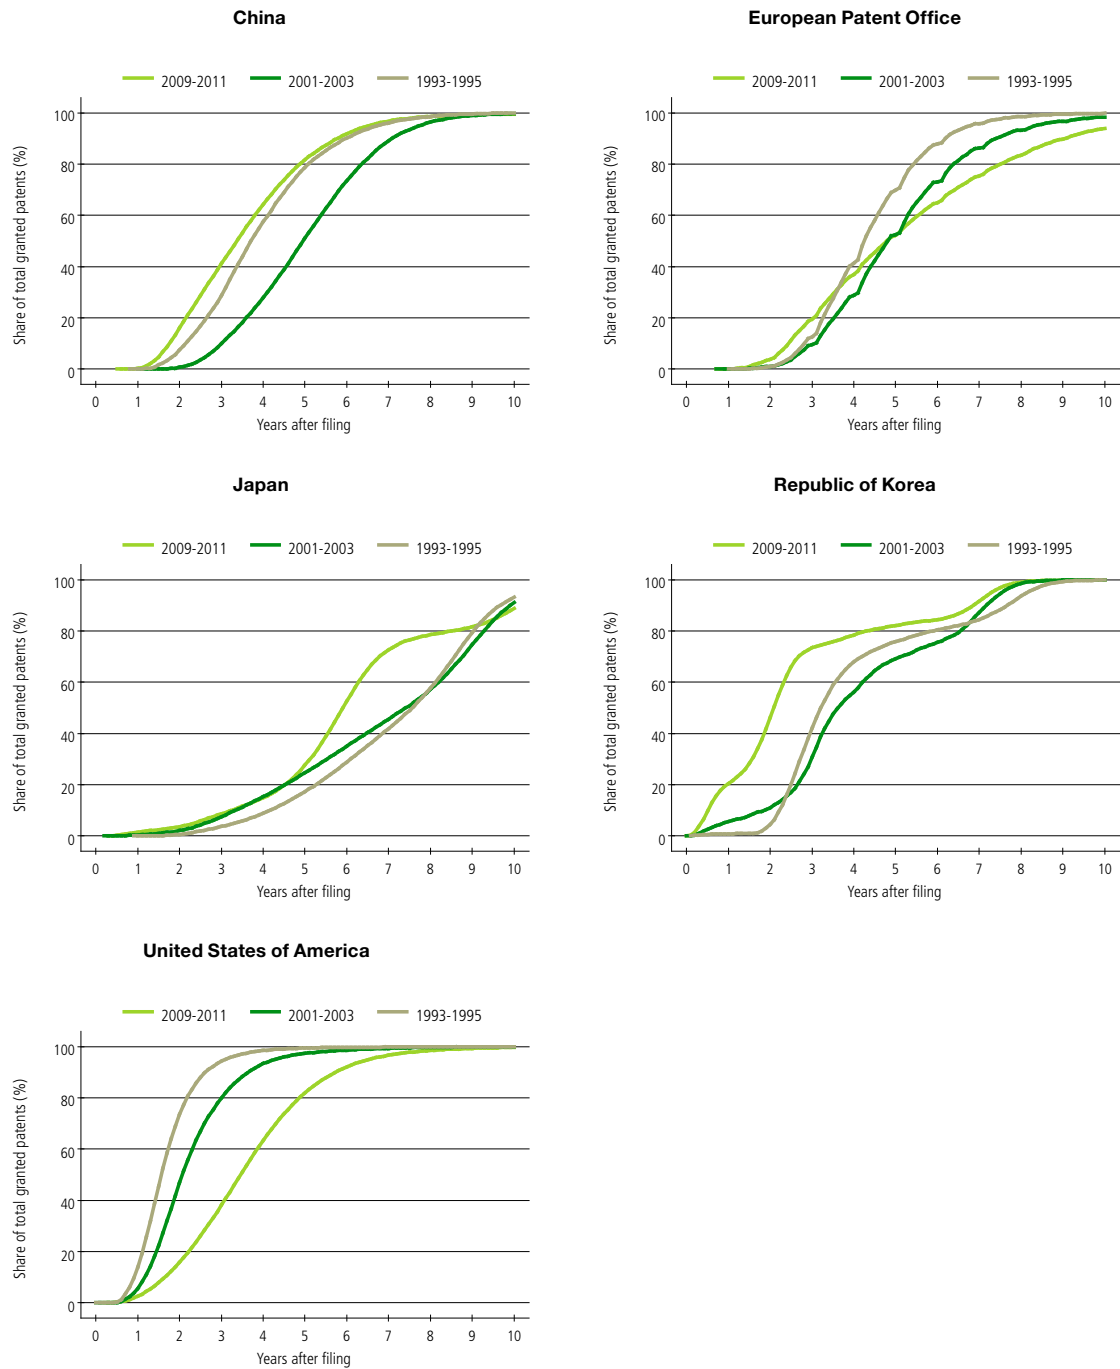 China
2009-2011 2001-2003 1993-1995
Share of total granted patents (%)
100
80
60
40
20
0
0 1 2 3 4 5 6 7 8 9 10
Years after filing
European Patent Office
2009-2011 2001-2003 1993-1995
Share of total granted patents (%)
100
80
60
40
20
0
0 1 2 3 4 5 6 7 8 9 10
Years after filing
Japan
2009-2011 2001-2003 1993-1995
Share of total granted patents (%)
100
80
60
40
20
0
0 1 2 3 4 5 6 7 8 9 10
Years after filing
Republic of Korea
2009-2011 2001-2003 1993-1995
Share of total granted patents (%)
100
80
60
40
20
0
0 1 2 3 4 5 6 7 8 9 10
Years after filing
United States of America
2009-2011 2001-2003 1993-1995
Share of total granted patents (%)
100
80
60
40
20
0
0 1 2 3 4 5 6 7 8 9 10
Years after filing